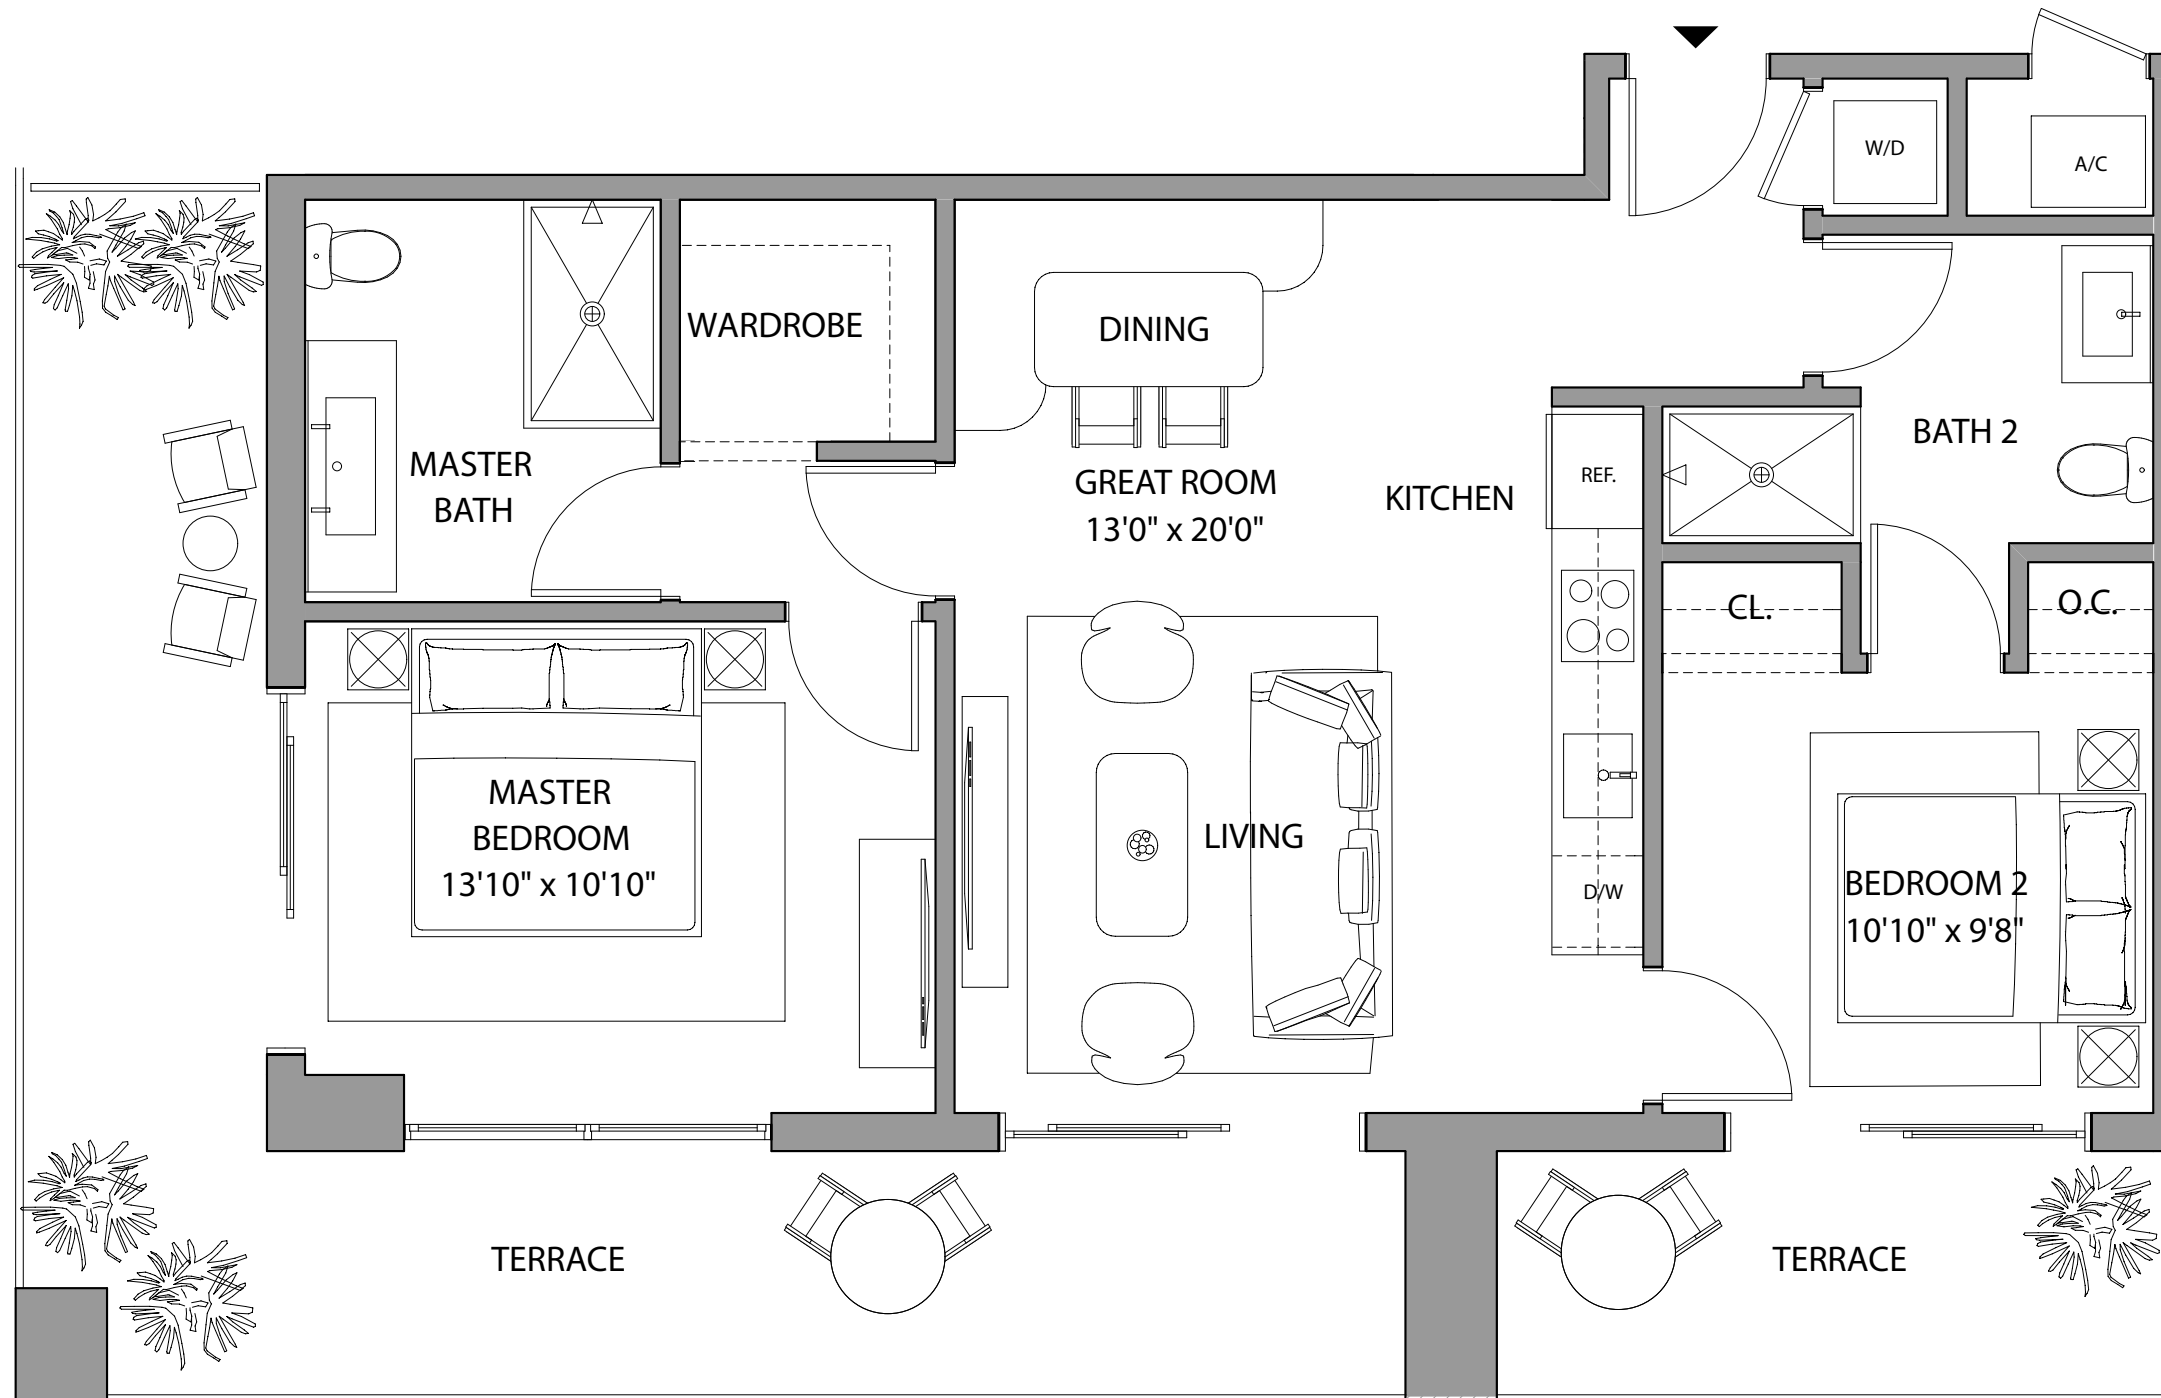 W/D
A/C
WARDROBE
DINING
MASTER
BATH
GREAT ROOM
13'0" x 20'0"
KITCHEN
REF.
BATH 2
CL.
O.C.
MASTER
BEDROOM
13'10" x 10'10"
LIVING
D/W
BEDROOM 2
10'10" x 9'8"
TERRACE
TERRACE